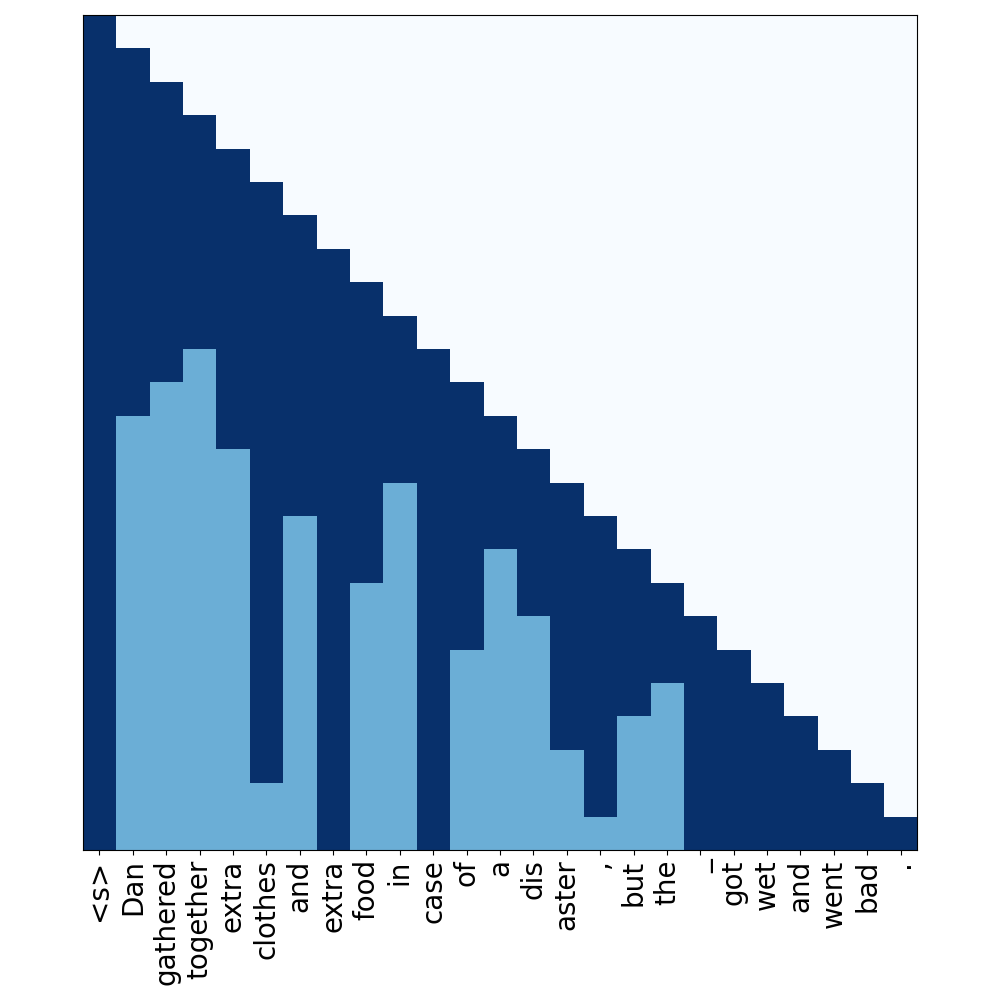 <s>
Dan
gathered
together
extra
clothes
and
extra
food
in
case
of
a
dis
aster
,
but
the
_
got
wet
and
went
bad
.